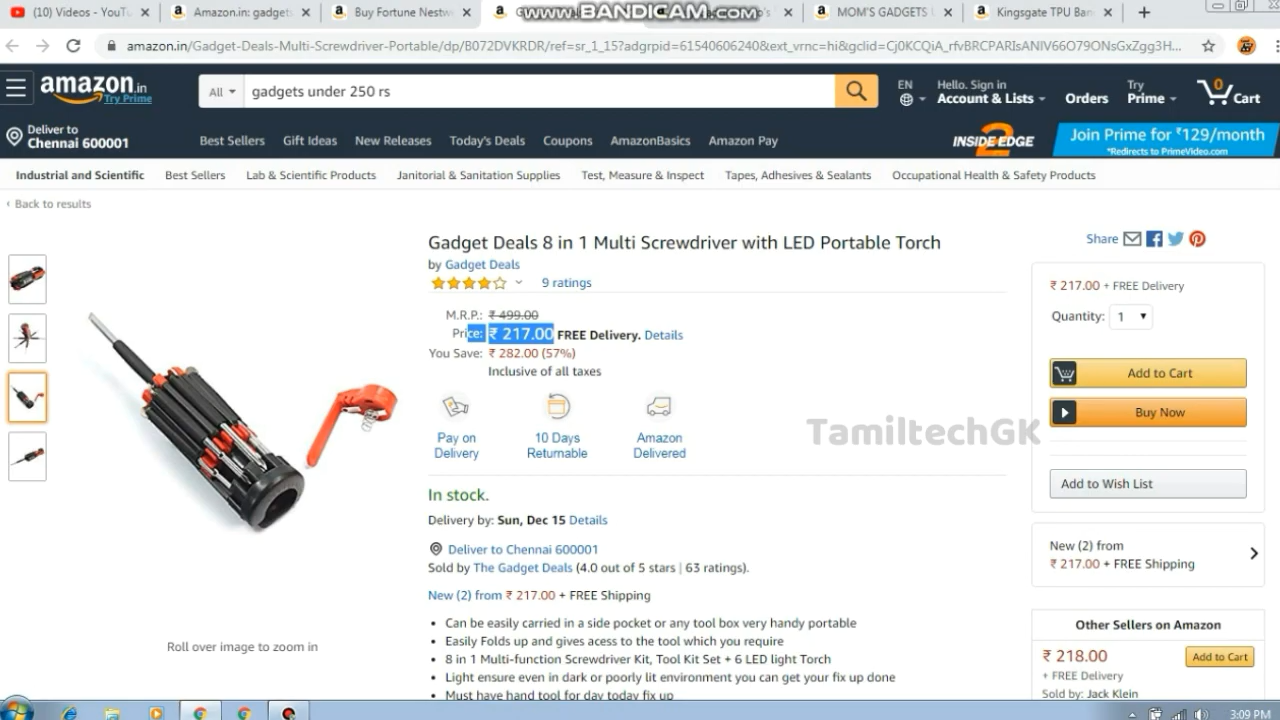 (10) Videos - YouTu
Amazon.in: gadgets
Buy Fortune Nestw
www.BANDICAM.com
MOM'S GADGETS
Kingsgate TPU Ban
amazon.in/Gadget-Deals-Multi-Screwdriver-Portable/dp/B072DVKRDR/ref=sr_1_15?adgrpid=61540606240&ext_vrnc=hi&gclid=Cj0KCQiA_rfvBRCPARIsANlV66O79ONsGxZgg3H...
amazon.in
Try Prime
All
gadgets under 250 rs
EN
Hello. Sign in
Account & Lists
Orders
Try
Prime
0
Cart
Deliver to
Chennai 600001
Best Sellers Gift Ideas New Releases Today's Deals Coupons AmazonBasics Amazon Pay
INSIDE EDGE 2
Join Prime for ₹129/month
*Redirects to PrimeVideo.com
Industrial and Scientific Best Sellers Lab & Scientific Products Janitorial & Sanitation Supplies Test, Measure & Inspect Tapes, Adhesives & Sealants Occupational Health & Safety Products
‹ Back to results
Gadget Deals 8 in 1 Multi Screwdriver with LED Portable Torch
by Gadget Deals
9 ratings
M.R.P.: ₹ 499.00
Price: ₹ 217.00 FREE Delivery. Details
You Save: ₹ 282.00 (57%)
Inclusive of all taxes
Pay on
Delivery
10 Days
Returnable
Amazon
Delivered
In stock.
Delivery by: Sun, Dec 15 Details
Deliver to Chennai 600001
Sold by The Gadget Deals (4.0 out of 5 stars | 63 ratings).
New (2) from ₹ 217.00 + FREE Shipping
• Can be easily carried in a side pocket or any tool box very handy portable
• Easily Folds up and gives acess to the tool which you require
• 8 in 1 Multi-function Screwdriver Kit, Tool Kit Set + 6 LED light Torch
• Light ensure even in dark or poorly lit environment you can get your fix up done
• Must have hand tool for day today fix up
Roll over image to zoom in
TamiltechGK
Share
₹ 217.00 + FREE Delivery
Quantity: 1
Add to Cart
Buy Now
Add to Wish List
New (2) from
₹ 217.00 + FREE Shipping
Other Sellers on Amazon
₹ 218.00
Add to Cart
+ FREE Delivery
Sold by: Jack Klein
3:09 PM